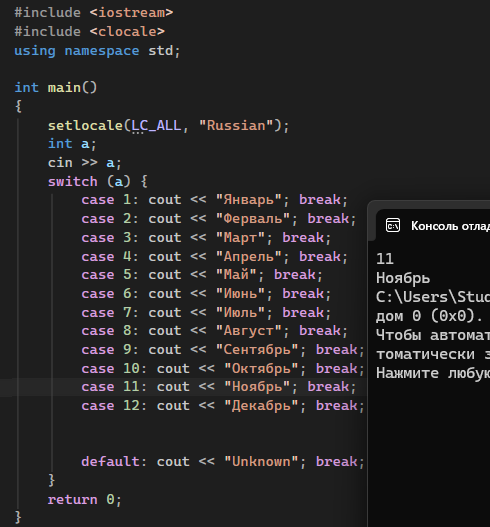 #include <iostream>
#include <clocale>
using namespace std;
int main()
{
setlocale(LC_ALL, "Russian");
int a;
cin >> a;
switch (a) {
case 1: cout << "Январь"; break;
case 2: cout << "Ферваль"; break;
case 3: cout << "Март"; break;
case 4: cout << "Апрель"; break;
case 5: cout << "Май"; break;
case 6: cout << "Июнь"; break;
case 7: cout << "Июль"; break;
case 8: cout << "Август"; break;
case 9: cout << "Сентябрь"; break;
case 10: cout << "Октябрь"; break;
case 11: cout << "Ноябрь"; break;
case 12: cout << "Декабрь"; break;
default: cout << "Unknown"; break;
}
return 0;
}
Консоль отлад
11
Ноябрь
C:\Users\Stud
дом 0 (0x0).
Чтобы автомат
томатически з
Нажмите любую